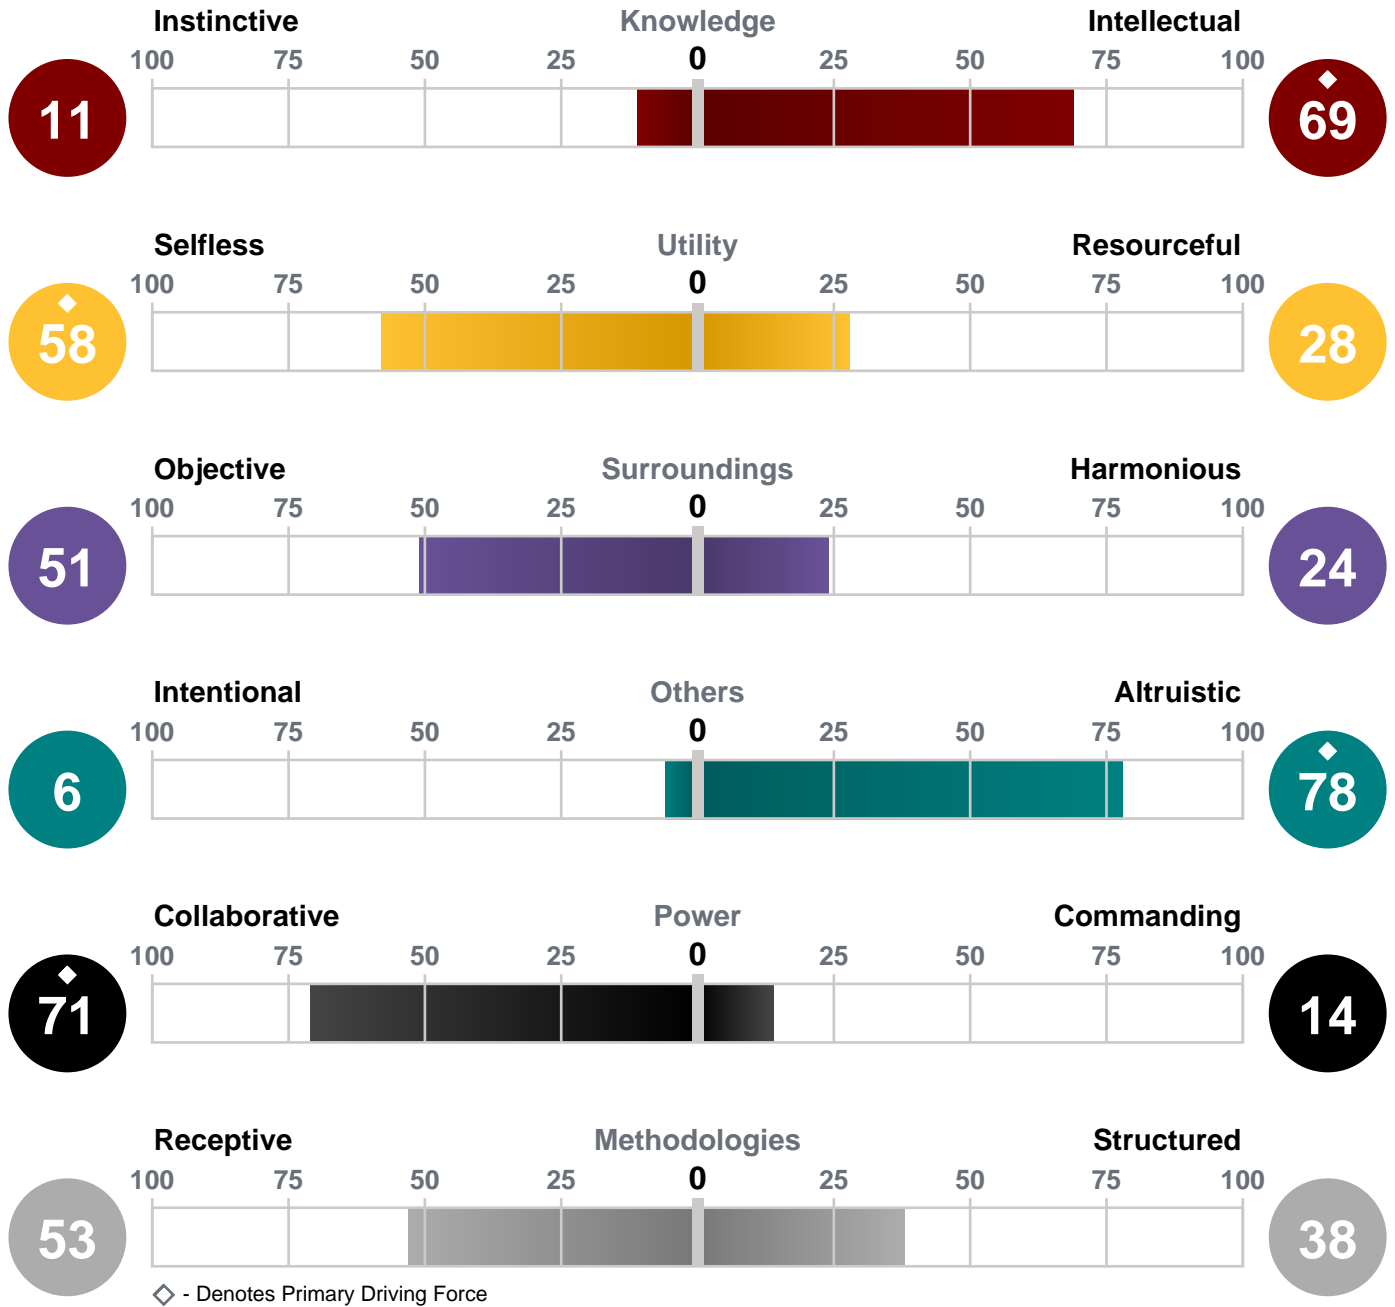 Instinctive Knowledge Intellectual
100 75 50 25 0 25 50 75 100
11 69
Selfless Utility Resourceful
100 75 50 25 0 25 50 75 100
58 28
Objective Surroundings Harmonious
100 75 50 25 0 25 50 75 100
51 24
Intentional Others Altruistic
100 75 50 25 0 25 50 75 100
6 78
Collaborative Power Commanding
100 75 50 25 0 25 50 75 100
71 14
Receptive Methodologies Structured
100 75 50 25 0 25 50 75 100
53 38
- Denotes Primary Driving Force